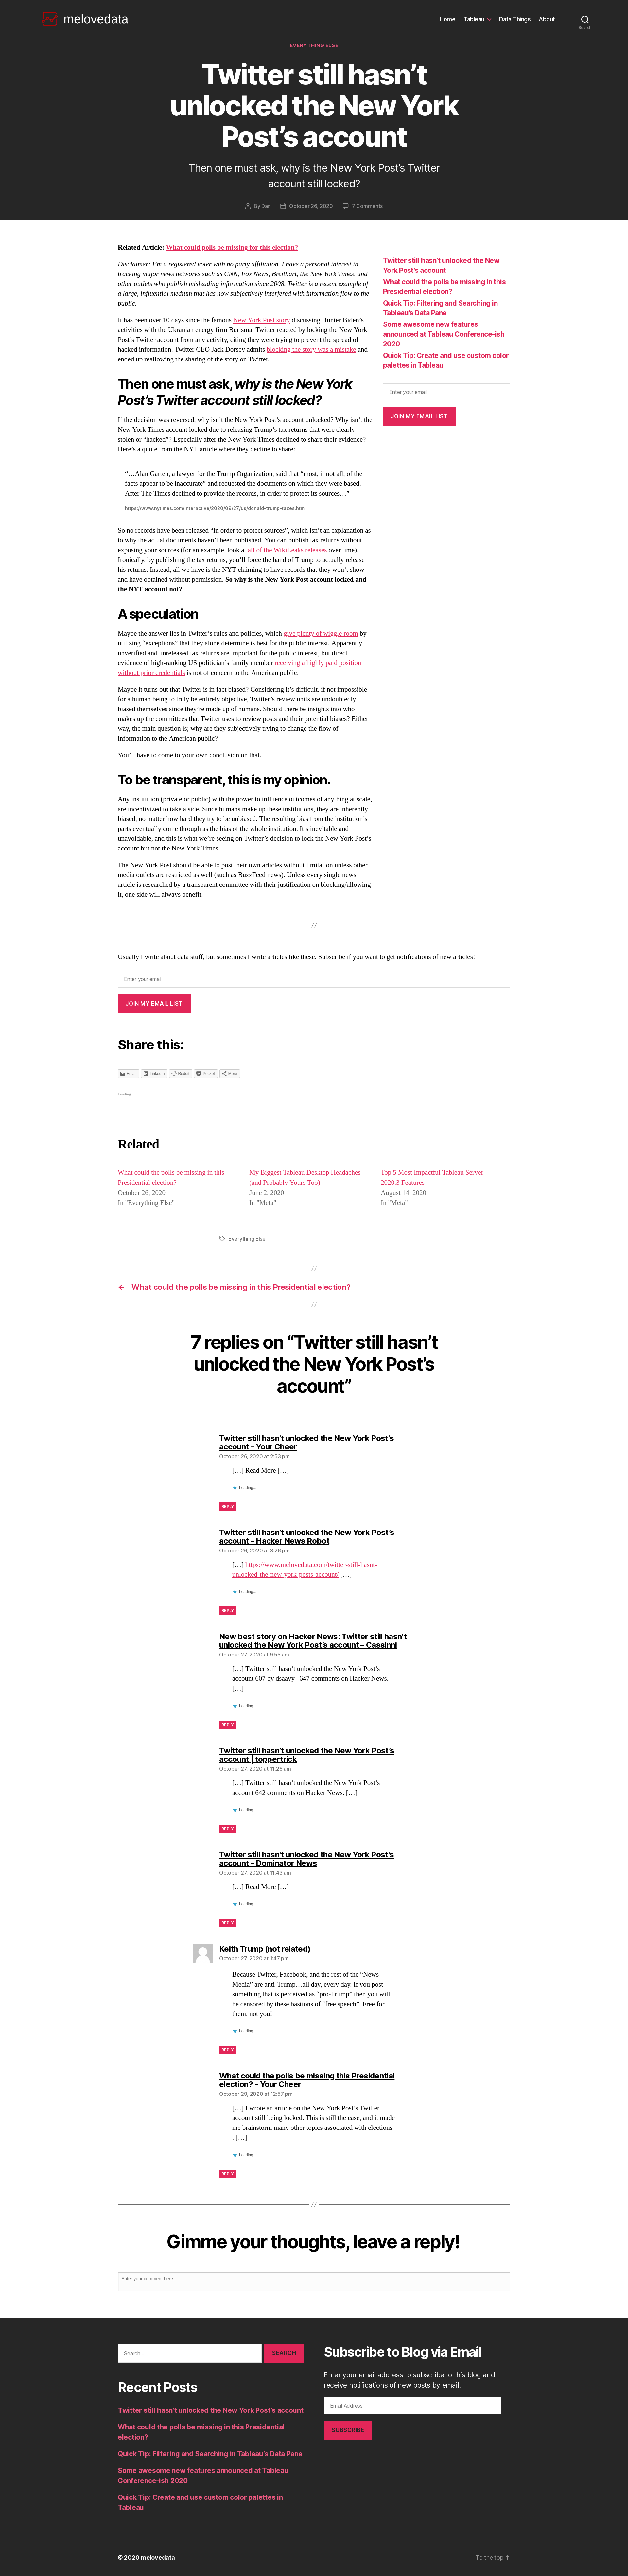 melovedata
Home Tableau Data Things About
Search
EVERYTHING ELSE
Twitter still hasn’t
unlocked the New York
Post’s account
Then one must ask, why is the New York Post’s Twitter
account still locked?
By Dan October 26, 2020 7 Comments
Related Article: What could polls be missing for this election?
Disclaimer: I’m a registered voter with no party affiliation. I have a personal interest in
tracking major news networks such as CNN, Fox News, Breitbart, the New York Times, and
other outlets who publish misleading information since 2008. Twitter is a recent example of
a large, influential medium that has now subjectively interfered with information flow to the
public.
It has been over 10 days since the famous New York Post story discussing Hunter Biden’s
involvements with the Ukranian energy firm Burisma. Twitter reacted by locking the New York
Post’s Twitter account from any activity, citing they were trying to prevent the spread of
hacked information. Twitter CEO Jack Dorsey admits blocking the story was a mistake and
ended up reallowing the sharing of the story on Twitter.
Then one must ask, why is the New York
Post’s Twitter account still locked?
If the decision was reversed, why isn’t the New York Post’s account unlocked? Why isn’t the
New York Times account locked due to releasing Trump’s tax returns that were clearly
stolen or “hacked”? Especially after the New York Times declined to share their evidence?
Here’s a quote from the NYT article where they decline to share:
“…Alan Garten, a lawyer for the Trump Organization, said that “most, if not all, of the
facts appear to be inaccurate” and requested the documents on which they were based.
After The Times declined to provide the records, in order to protect its sources…”
https://www.nytimes.com/interactive/2020/09/27/us/donald-trump-taxes.html
So no records have been released “in order to protect sources”, which isn’t an explanation as
to why the actual documents haven’t been published. You can publish tax returns without
exposing your sources (for an example, look at all of the WikiLeaks releases over time).
Ironically, by publishing the tax returns, you’ll force the hand of Trump to actually release
his returns. Instead, all we have is the NYT claiming to have records that they won’t show
and have obtained without permission. So why is the New York Post account locked and
the NYT account not?
A speculation
Maybe the answer lies in Twitter’s rules and policies, which give plenty of wiggle room by
utilizing “exceptions” that they alone determine is best for the public interest. Apparently
unverified and unreleased tax returns are important for the public interest, but direct
evidence of high-ranking US politician’s family member receiving a highly paid position
without prior credentials is not of concern to the American public.
Maybe it turns out that Twitter is in fact biased? Considering it’s difficult, if not impossible
for a human being to truly be entirely objective, Twitter’s review units are undoubtedly
biased themselves since they’re made up of humans. Should there be insights into who
makes up the committees that Twitter uses to review posts and their potential biases? Either
way, the main question is; why are they subjectively trying to change the flow of
information to the American Public?
You’ll have to come to your own conclusion on that.
To be transparent, this is my opinion.
Any institution (private or public) with the power to influence outcomes of anything at scale,
are incentivized to take a side. Since humans make up these institutions, they are inherently
biased, no matter how hard they try to be unbiased. The resulting bias from the institution’s
parts eventually come through as the bias of the whole institution. It’s inevitable and
unavoidable, and this is what we’re seeing on Twitter’s decision to lock the New York Post’s
account but not the New York Times.
The New York Post should be able to post their own articles without limitation unless other
media outlets are restricted as well (such as BuzzFeed news). Unless every single news
article is researched by a transparent committee with their justification on blocking/allowing
it, one side will always benefit.
Twitter still hasn’t unlocked the New
York Post’s account
What could the polls be missing in this
Presidential election?
Quick Tip: Filtering and Searching in
Tableau’s Data Pane
Some awesome new features
announced at Tableau Conference-ish
2020
Quick Tip: Create and use custom color
palettes in Tableau
Enter your email
JOIN MY EMAIL LIST
Usually I write about data stuff, but sometimes I write articles like these. Subscribe if you want to get notifications of new articles!
Enter your email
JOIN MY EMAIL LIST
Share this:
Email LinkedIn Reddit Pocket More
Loading...
Related
What could the polls be missing in this
Presidential election?
October 26, 2020
In "Everything Else"
My Biggest Tableau Desktop Headaches
(and Probably Yours Too)
June 2, 2020
In "Meta"
Top 5 Most Impactful Tableau Server
2020.3 Features
August 14, 2020
In "Meta"
Everything Else
//
← What could the polls be missing in this Presidential election?
//
7 replies on “Twitter still hasn’t
unlocked the New York Post’s
account”
Twitter still hasn't unlocked the New York Post's
account - Your Cheer
October 26, 2020 at 2:53 pm
[…] Read More […]
Loading...
REPLY
Twitter still hasn’t unlocked the New York Post’s
account – Hacker News Robot
October 26, 2020 at 3:26 pm
[…] https://www.melovedata.com/twitter-still-hasnt-
unlocked-the-new-york-posts-account/ […]
Loading...
REPLY
New best story on Hacker News: Twitter still hasn’t
unlocked the New York Post’s account – Cassinni
October 27, 2020 at 9:55 am
[…] Twitter still hasn’t unlocked the New York Post’s
account 607 by dsaavy | 647 comments on Hacker News.
[…]
Loading...
REPLY
Twitter still hasn’t unlocked the New York Post’s
account | toppertrick
October 27, 2020 at 11:26 am
[…] Twitter still hasn’t unlocked the New York Post’s
account 642 comments on Hacker News. […]
Loading...
REPLY
Twitter still hasn't unlocked the New York Post's
account - Dominator News
October 27, 2020 at 11:43 am
[…] Read More […]
Loading...
REPLY
Keith Trump (not related)
October 27, 2020 at 1:47 pm
Because Twitter, Facebook, and the rest of the “News
Media” are anti-Trump…all day, every day. If you post
something that is perceived as “pro-Trump” then you will
be censored by these bastions of “free speech”. Free for
them, not you!
Loading...
REPLY
What could the polls be missing this Presidential
election? - Your Cheer
October 29, 2020 at 12:57 pm
[…] I wrote an article on the New York Post’s Twitter
account still being locked. This is still the case, and it made
me brainstorm many other topics associated with elections
. […]
Loading...
REPLY
//
Gimme your thoughts, leave a reply!
Enter your comment here...
Search …
SEARCH
Recent Posts
Twitter still hasn’t unlocked the New York Post’s account
What could the polls be missing in this Presidential
election?
Quick Tip: Filtering and Searching in Tableau’s Data Pane
Some awesome new features announced at Tableau
Conference-ish 2020
Quick Tip: Create and use custom color palettes in
Tableau
Subscribe to Blog via Email
Enter your email address to subscribe to this blog and
receive notifications of new posts by email.
Email Address
SUBSCRIBE
© 2020 melovedata
To the top ↑